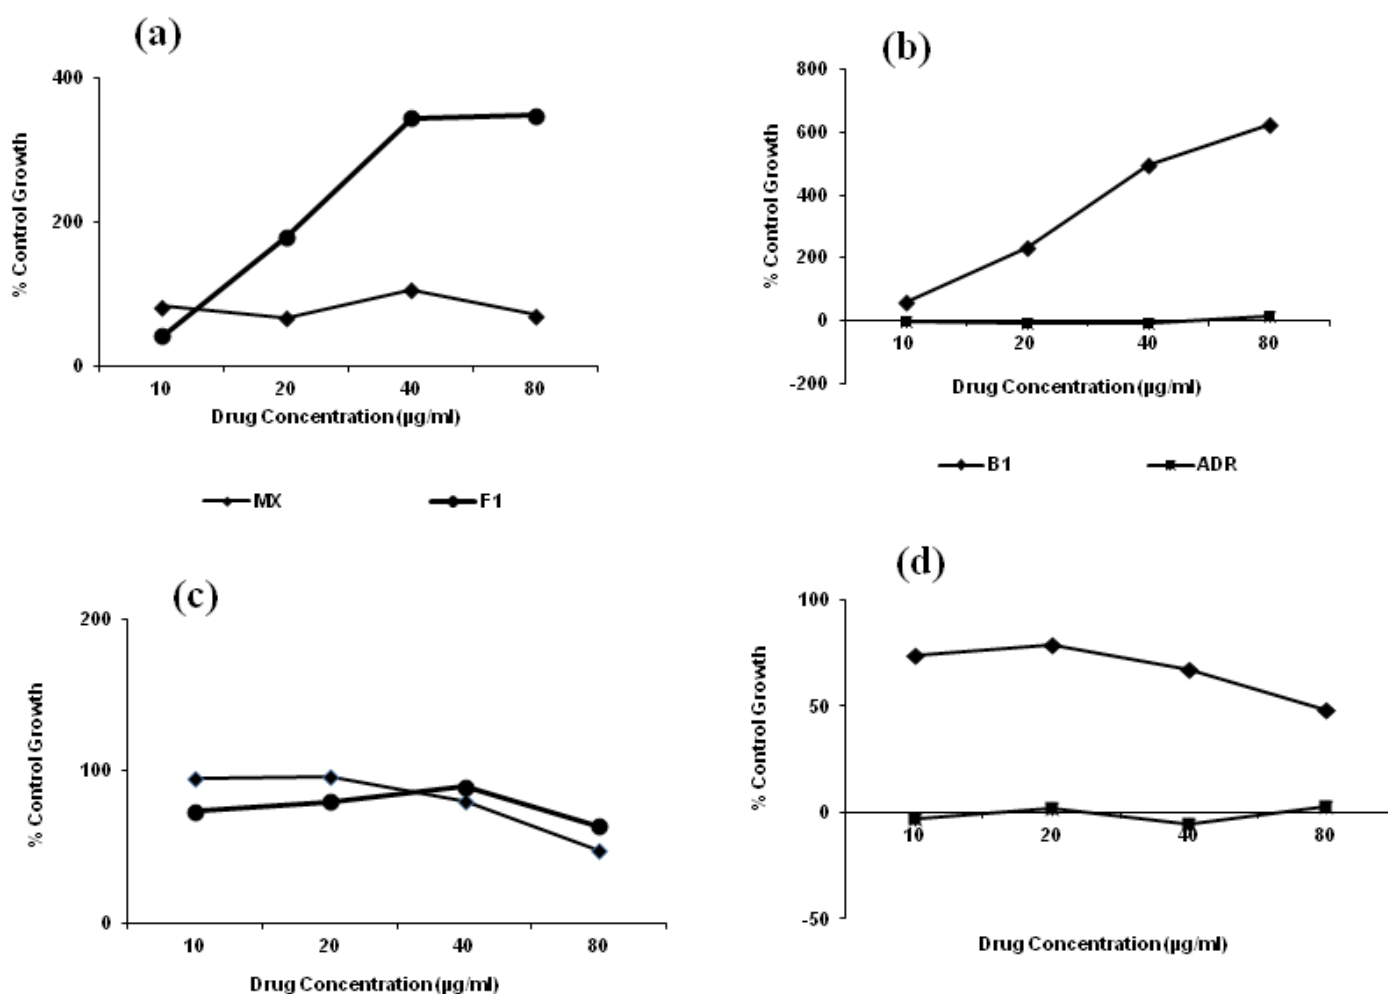 (a)
400
200
0
% Control Growth
10 20 40 80
Drug Concentration (µg/ml)
MX F1
(b)
800
600
400
200
0
-200
% Control Growth
10 20 40 80
Drug Concentration (µg/ml)
B1 ADR
(c)
200
100
0
% Control Growth
10 20 40 80
Drug Concentration (µg/ml)
(d)
100
50
0
-50
% Control Growth
10 20 40 80
Drug Concentration (µg/ml)